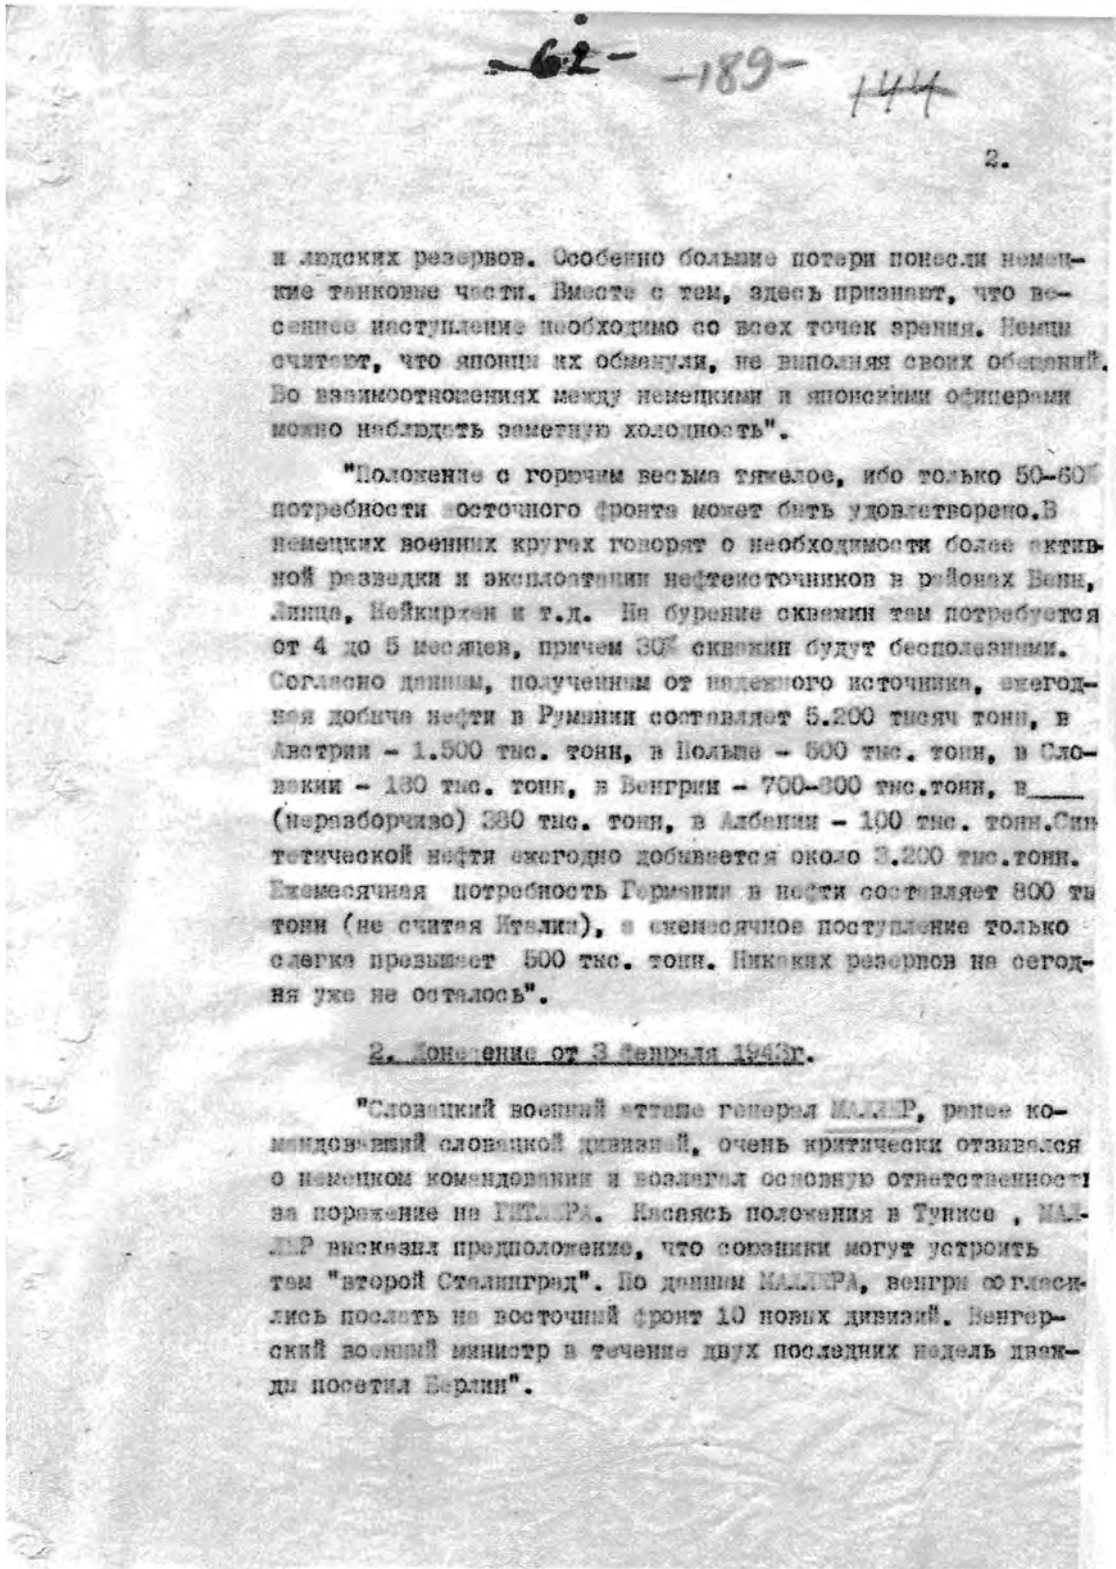 -62-
-189-
144
2.
и людских резервов. Особенно большие потери понесли немец-
кие танковые части. Вместе с тем, здесь признают, что ве-
сеннее наступление необходимо со всех точек зрения. Немцы
считают, что японцы их обманули, не выполняя своих обещаний.
Во взаимоотношениях между немецкими и японскими офицерами
можно наблюдать заметную холодность".
"Положение с горючим весьма тяжелое, ибо только 50-60%
потребности восточного фронта может быть удовлетворено.В
немецких военных кругах говорят о необходимости более актив-
ной разведки и эксплоатации нефтеисточников в районах Вены,
Линца, Нейкирхен и т.д. На бурение скважин там потребуется
от 4 до 5 месяцев, причем 30% скважин будут бесполезными.
Согласно данным, полученным от надежного источника, ежегод-
ная добыча нефти в Румынии составляет 5.200 тысяч тонн, в
Австрии - 1.500 тыс. тонн, в Польше - 500 тыс. тонн, в Сло-
вакии - тыс. тонн, в Венгрии - 700-800 тыс.тонн, в____
(неразборчиво) 380 тыс. тонн, в Албании - 100 тыс. тонн.Син
тетической нефти ежегодно добывается около 3.200 тыс.тонн.
Ежемесячная потребность Германии в нефти составляет 800 ты
тонн (не считая Италии), а ежемесячное поступление только
слегка превышает 500 тыс. тонн. Никаких резервов на сегод-
ня уже не осталось".
2. Донесение от 3 февраля 1943г.
"Словацкий военный атташе генерал МАЛЛЕР, ранее ко-
мандовавший словацкой дивизией, очень критически отзывался
о немецком командовании и возлагал основную ответственность
за поражение на ГИТЛЕРА. Касаясь положения в Тунисе , МАЛ-
ЛЕР высказал предположение, что союзники могут устроить
там "второй Сталинград". По данным МАЛЛЕРА, венгры согласи-
лись послать на восточный фронт 10 новых дивизий. Венгер-
ский военный министр в течение двух последних недель дваж-
ды посетил Берлин".